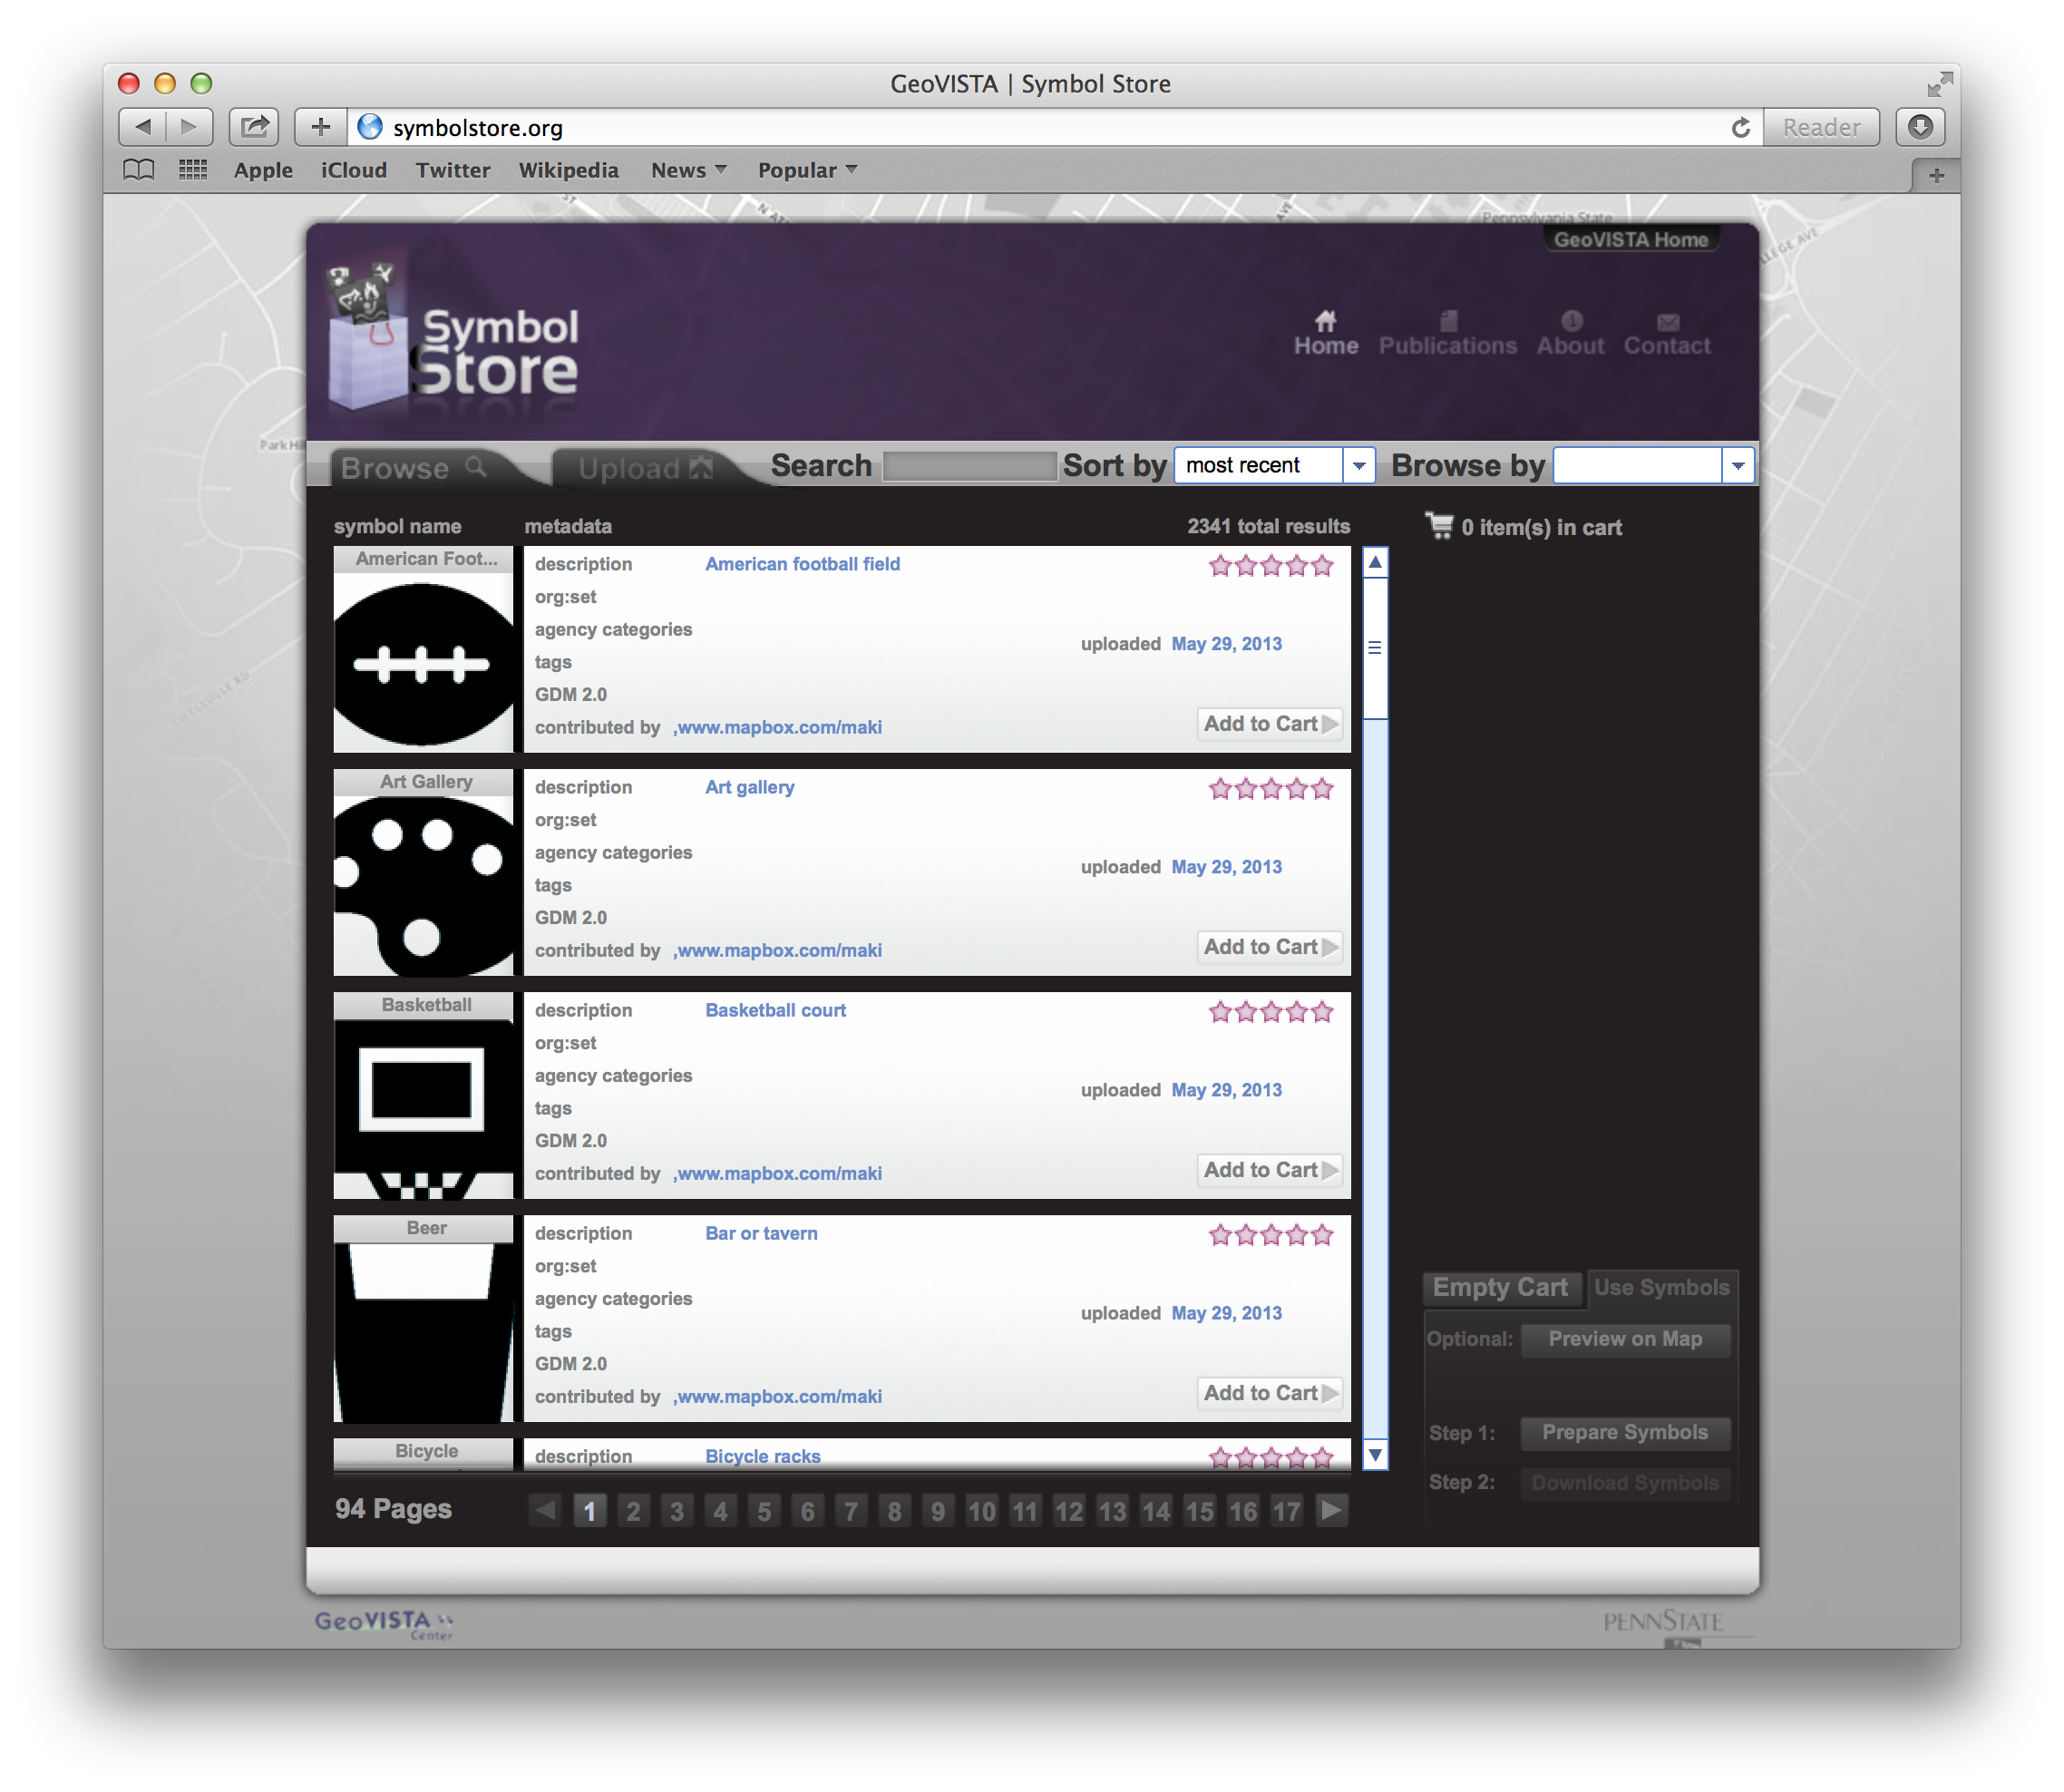 GeoVISTA | Symbol Store
symbolstore.org
Reader
Apple iCloud Twitter Wikipedia News Popular
N AT
ST
AVE
Pennsylvania State
LLEGE AVE
GeoVISTA Home
Symbol
Store
Home Publications About Contact
Park Hi
Browse Upload Search Sort by most recent Browse by
symbol name metadata 2341 total results 0 item(s) in cart
American Foot...
description American football field
org:set
agency categories
uploaded May 29, 2013
tags
GDM 2.0
contributed by ,www.mapbox.com/maki
Add to Cart
Art Gallery
description Art gallery
org:set
agency categories
uploaded May 29, 2013
tags
GDM 2.0
contributed by ,www.mapbox.com/maki
Add to Cart
Basketball
description Basketball court
org:set
agency categories
uploaded May 29, 2013
tags
GDM 2.0
contributed by ,www.mapbox.com/maki
Add to Cart
Beer
description Bar or tavern
org:set
agency categories
uploaded May 29, 2013
tags
GDM 2.0
contributed by ,www.mapbox.com/maki
Add to Cart
Bicycle
description Bicycle racks
Empty Cart Use Symbols
Optional: Preview on Map
Step 1: Prepare Symbols
Step 2: Download Symbols
94 Pages 1 2 3 4 5 6 7 8 9 10 11 12 13 14 15 16 17
GeoVISTA
Center
PENNSTATE